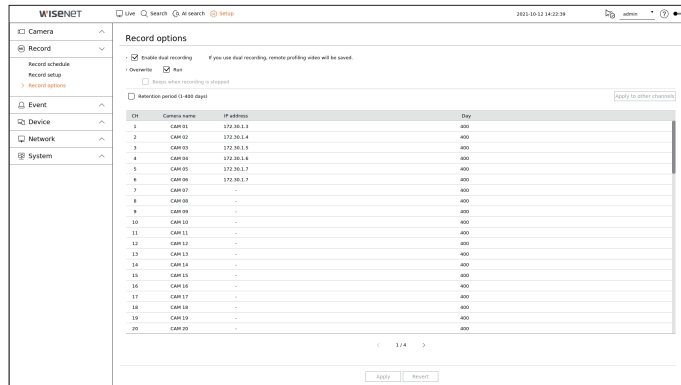 WISENET Live Search AI search Setup 2021-10-12 14:22:39 admin ?
Camera
Record
Record schedule
Record setup
> Record options
Event
Device
Network
System
Record options
Enable dual recording If you use dual recording, remote profiling video will be saved.
Overwrite Run
Beeps when recording is stopped
Retention period (1-400 days) Apply to other channels
CH Camera name IP address Day
1 CAM 01 172.30.1.3 400
2 CAM 02 172.30.1.4 400
3 CAM 03 172.30.1.5 400
4 CAM 04 172.30.1.6 400
5 CAM 05 172.30.1.7 400
6 CAM 06 172.30.1.7 400
7 CAM 07 - 400
8 CAM 08 - 400
9 CAM 09 - 400
10 CAM 10 - 400
11 CAM 11 - 400
12 CAM 12 - 400
13 CAM 13 - 400
14 CAM 14 - 400
15 CAM 15 - 400
16 CAM 16 - 400
17 CAM 17 - 400
18 CAM 18 - 400
19 CAM 19 - 400
20 CAM 20 - 400
< 1 / 4 >
Apply Revert